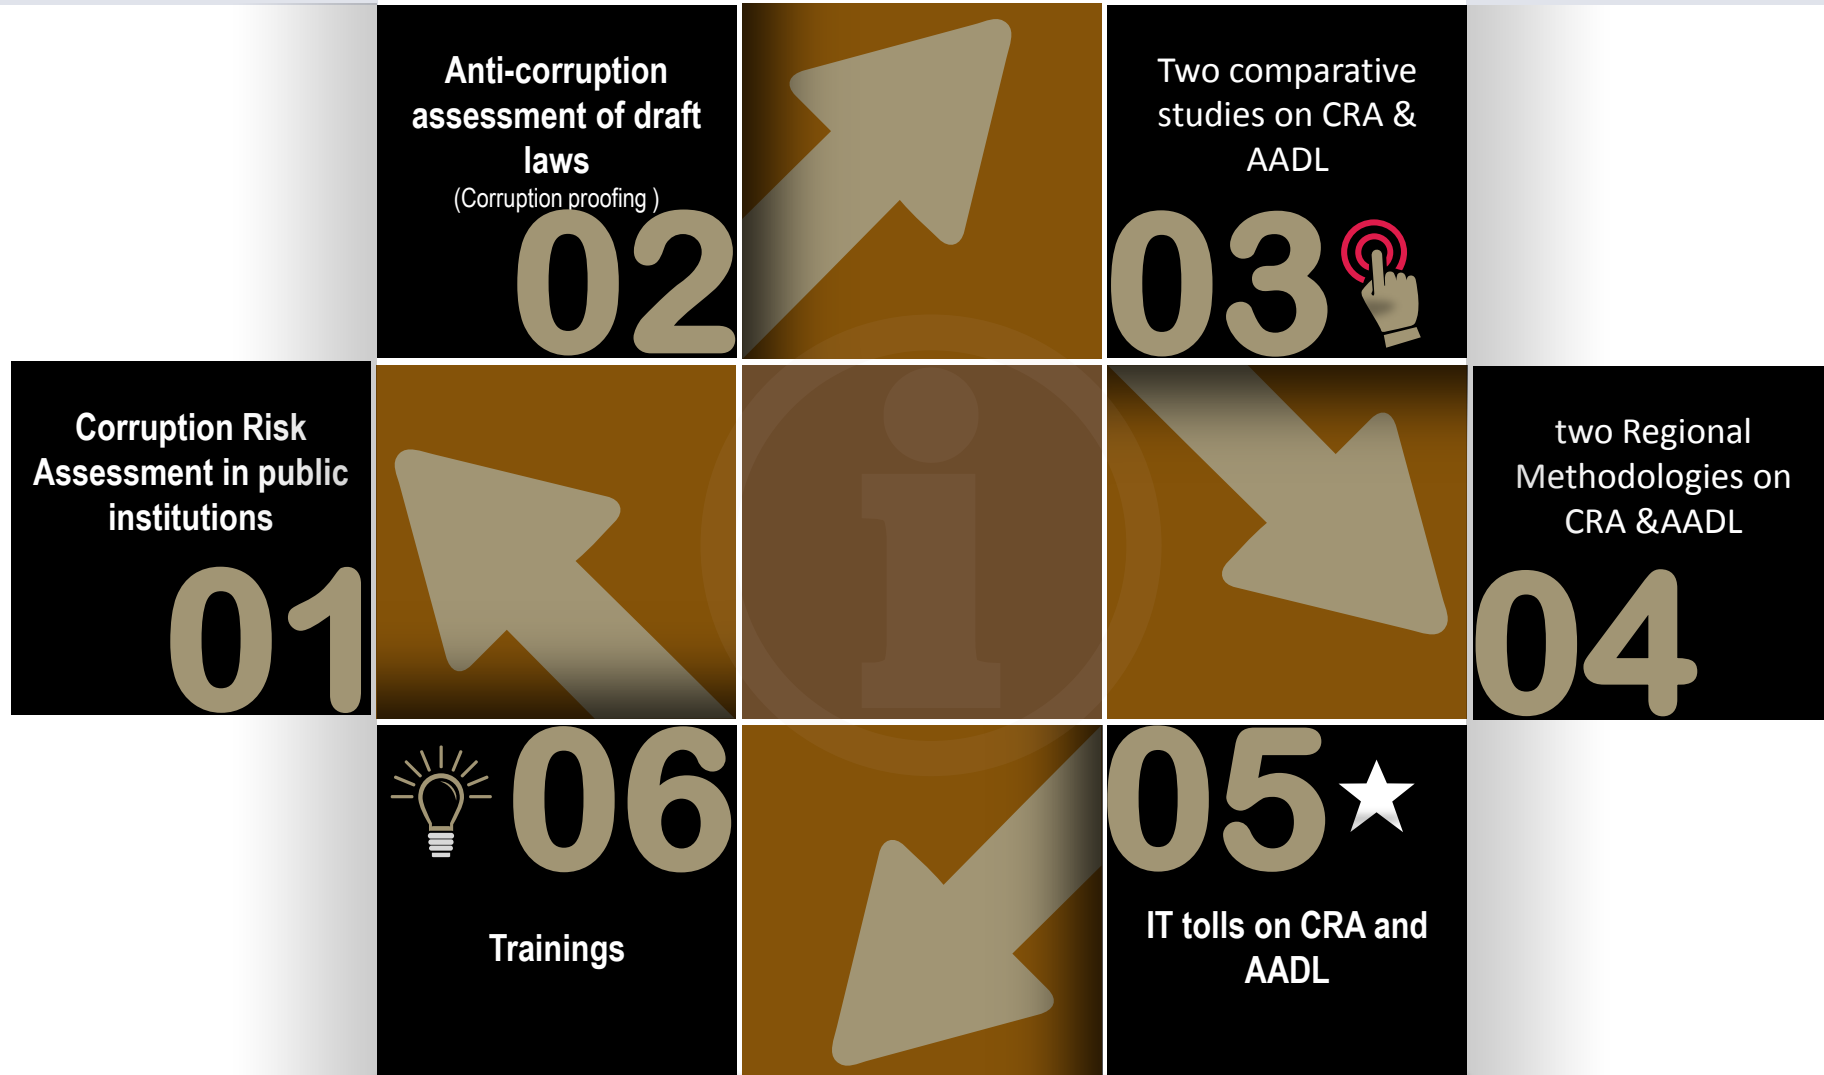 Corruption Risk
Assessment in public
institutions
01
Anti-corruption
assessment of draft
laws
(Corruption proofing )
02
Two comparative
studies on CRA &
AADL
03
two Regional
Methodologies on
CRA &AADL
04
05
IT tolls on CRA and
AADL
06
Trainings